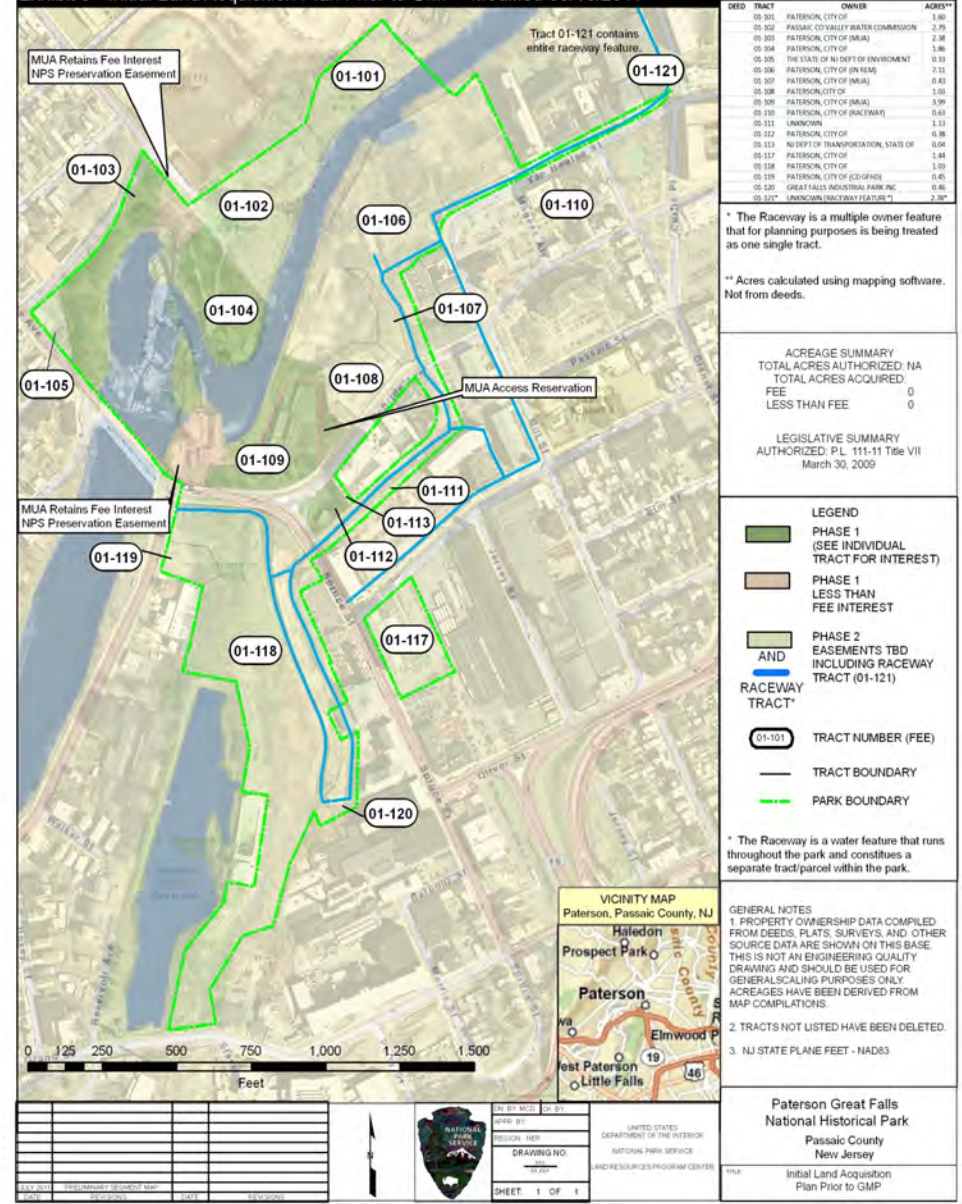 Tract 01-121 contains
entire raceway feature.
MUA Retains Fee Interest
NPS Preservation Easement
01-101
01-121
01-103
01-102
01-106
01-110
01-104
01-107
01-105
01-108
MUA Access Reservation
01-109
01-111
01-113
01-112
MUA Retains Fee Interest
NPS Preservation Easement
01-119
01-118
01-117
01-120
Van Houten St
Passaic St
Mill St
Elm St
Jersey St
Spruce St
Oliver St
Spruce St
Jersey St
Walker St
Reservoir Ave
19
0 125 250 500 750 1,000 1,250 1,500
Feet
VICINITY MAP
Paterson, Passaic County, NJ
Haledon
Prospect Park
Paterson
Elmwood P
West Paterson
19
46
Little Falls
DEED TRACT OWNER ACRES**
01-101 PATERSON, CITY OF 1.60
01-102 PASSAIC CO VALLEY WATER COMMISSION 2.79
01-103 PATERSON, CITY OF (MUA) 2.38
01-104 PATERSON, CITY OF 1.86
01-105 THE STATE OF NJ DEPT OF ENVIROMENT 0.33
01-106 PATERSON, CITY OF (IN REM) 7.11
01-107 PATERSON, CITY OF (MUA) 0.43
01-108 PATERSON,CITY OF 1.03
01-109 PATERSON, CITY OF (MUA) 3.99
01-110 PATERSON, CITY OF (RACEWAY) 0.63
01-111 UNKNOWN 1.13
01-112 PATERSON, CITY OF 0.38
01-113 NJ DEPT OF TRANSPORTATION, STATE OF 0.04
01-117 PATERSON, CITY OF 1.44
01-118 PATERSON, CITY OF 1.03
01-119 PATERSON, CITY OF (CD GFHD) 0.45
01-120 GREAT FALLS INDUSTRIAL PARK INC 0.46
01-121* UNKNOWN (RACEWAY FEATURE*) 2.78*
* The Raceway is a multiple owner feature
that for planning purposes is being treated
as one single tract.
** Acres calculated using mapping software.
Not from deeds.
ACREAGE SUMMARY
TOTAL ACRES AUTHORIZED: NA
TOTAL ACRES ACQUIRED:
FEE 0
LESS THAN FEE 0
LEGISLATIVE SUMMARY
AUTHORIZED: P.L. 111-11 Title VII
March 30, 2009
LEGEND
PHASE 1
(SEE INDIVIDUAL
TRACT FOR INTEREST)
PHASE 1
LESS THAN
FEE INTEREST
PHASE 2
EASEMENTS TBD
INCLUDING RACEWAY
TRACT (01-121)
AND
RACEWAY
TRACT*
01-101 TRACT NUMBER (FEE)
TRACT BOUNDARY
PARK BOUNDARY
* The Raceway is a water feature that runs
throughout the park and constitues a
separate tract/parcel within the park.
GENERAL NOTES
1. PROPERTY OWNERSHIP DATA COMPILED
FROM DEEDS, PLATS, SURVEYS, AND OTHER
SOURCE DATA ARE SHOWN ON THIS BASE.
THIS IS NOT AN ENGINEERING QUALITY
DRAWING AND SHOULD BE USED FOR
GENERALSCALING PURPOSES ONLY.
ACREAGES HAVE BEEN DERIVED FROM
MAP COMPILATIONS.
2. TRACTS NOT LISTED HAVE BEEN DELETED.
3. NJ STATE PLANE FEET - NAD83
JULY 2011 PRELIMINARY SEGMENT MAP
DATE REVISIONS DATE REVISIONS
N
NATIONAL
PARK
SERVICE
DN. BY: MCD CK. BY:
APPR. BY:
REGION: NER
DRAWING NO.
SHEET: 1 OF 1
UNITED STATES
DEPARTMENT OF THE INTERIOR
NATIONAL PARK SERVICE
LAND RESOURCES PROGRAM CENTER
Paterson Great Falls
National Historical Park
Passaic County
New Jersey
TITLE
Initial Land Acquisition
Plan Prior to GMP